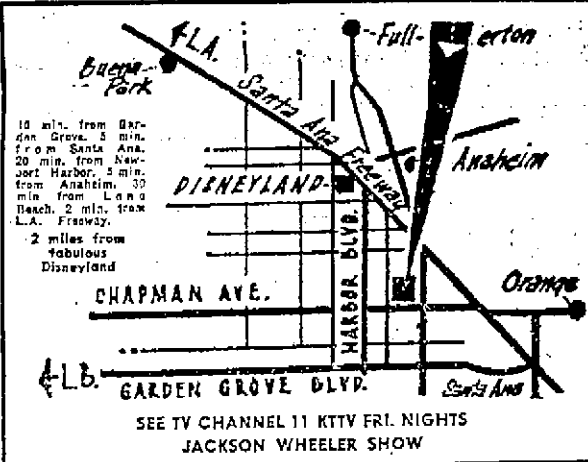 L.A.
Full- erton
Buena
Park
Santa Ana Freeway
10 min. from Gar-
den Grove. 5 min.
from Santa Ana.
20 min. from New-
port Harbor. 5 min.
from Anaheim. 30
min from Long
Beach. 2 min. from
L.A. Freeway.
2 miles from
fabulous
Disneyland
DISNEYLAND
Anaheim
HARBOR BLVD.
CHAPMAN AVE.
Orange
L.B.
GARDEN GROVE BLVD.
Santa Ana
SEE TV CHANNEL 11 KTTV FRI. NIGHTS
JACKSON WHEELER SHOW